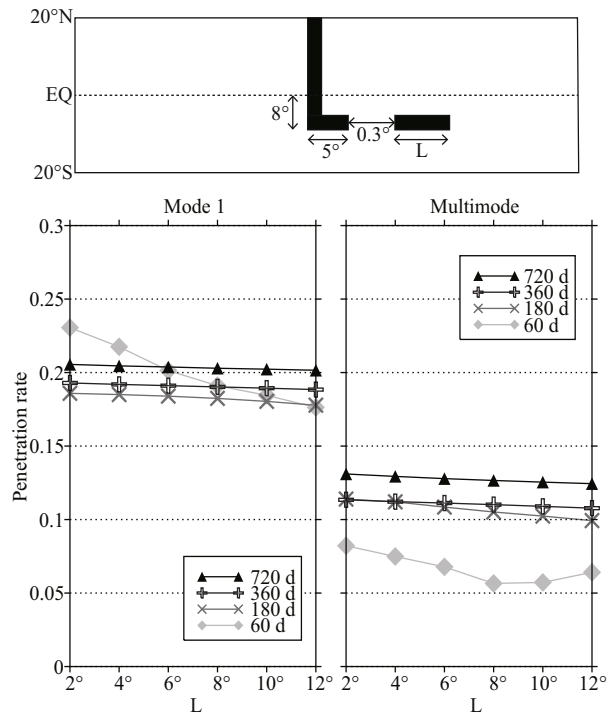 20°N
EQ
8°
0.3°
5°
L
20°S
Mode 1
Multimode
Penetration rate
0.3
0.25
0.2
0.15
0.1
0.05
0
720 d
360 d
180 d
60 d
720 d
360 d
180 d
60 d
2° 4° 6° 8° 10° 12°
2° 4° 6° 8° 10° 12°
L
L